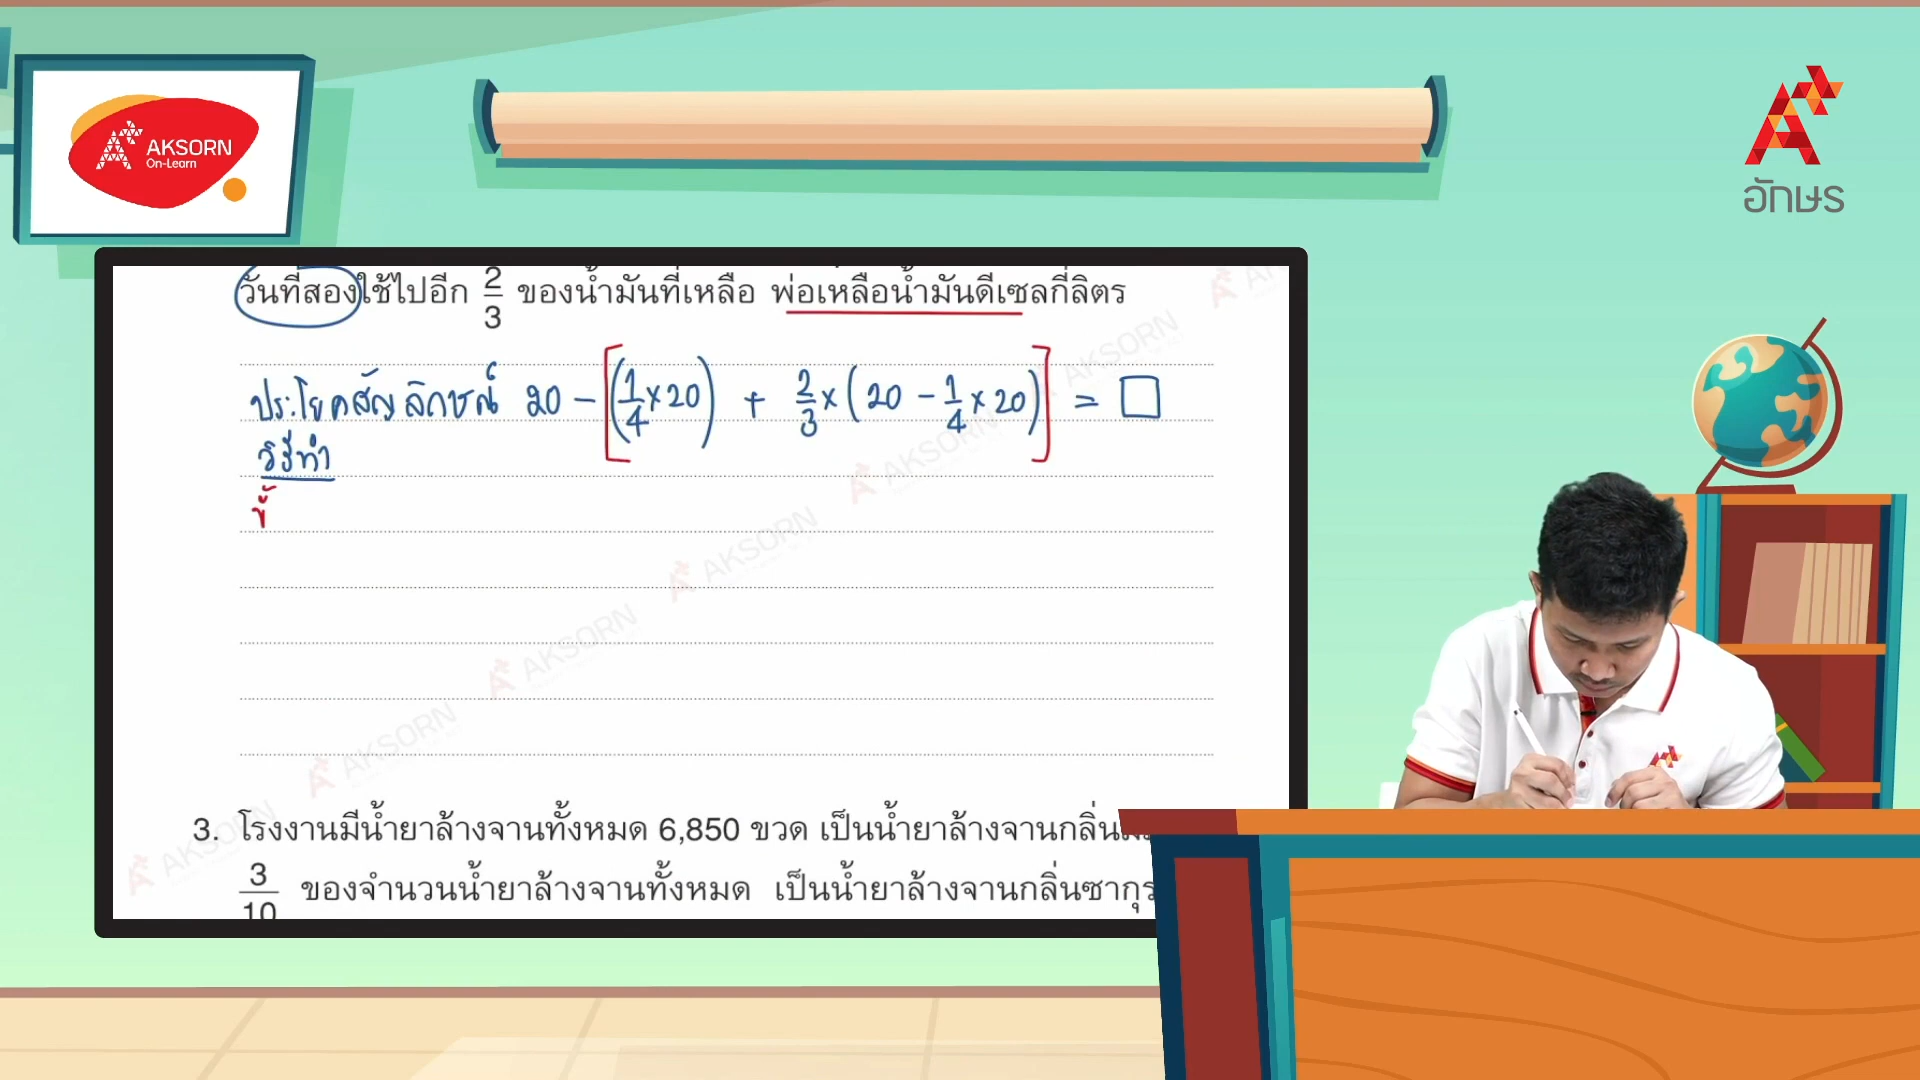 AKSORN
On-Learn
อักษร
วันที่สองใช้ไปอีก 2/3 ของน้ำมันที่เหลือ พ่อเหลือน้ำมันดีเซลกี่ลิตร
ประโยคสัญลักษณ์ 20 - [(1/4 × 20) + 2/3 × (20 - 1/4 × 20)] = □
วิธีทำ
3. โรงงานมีน้ำยาล้างจานทั้งหมด 6,850 ขวด เป็นน้ำยาล้างจานกลิ่น
3/10 ของจำนวนน้ำยาล้างจานทั้งหมด เป็นน้ำยาล้างจานกลิ่นซากุร
AKSORN
AKSORN
AKSORN
AKSORN
AKSORN
AKSORN